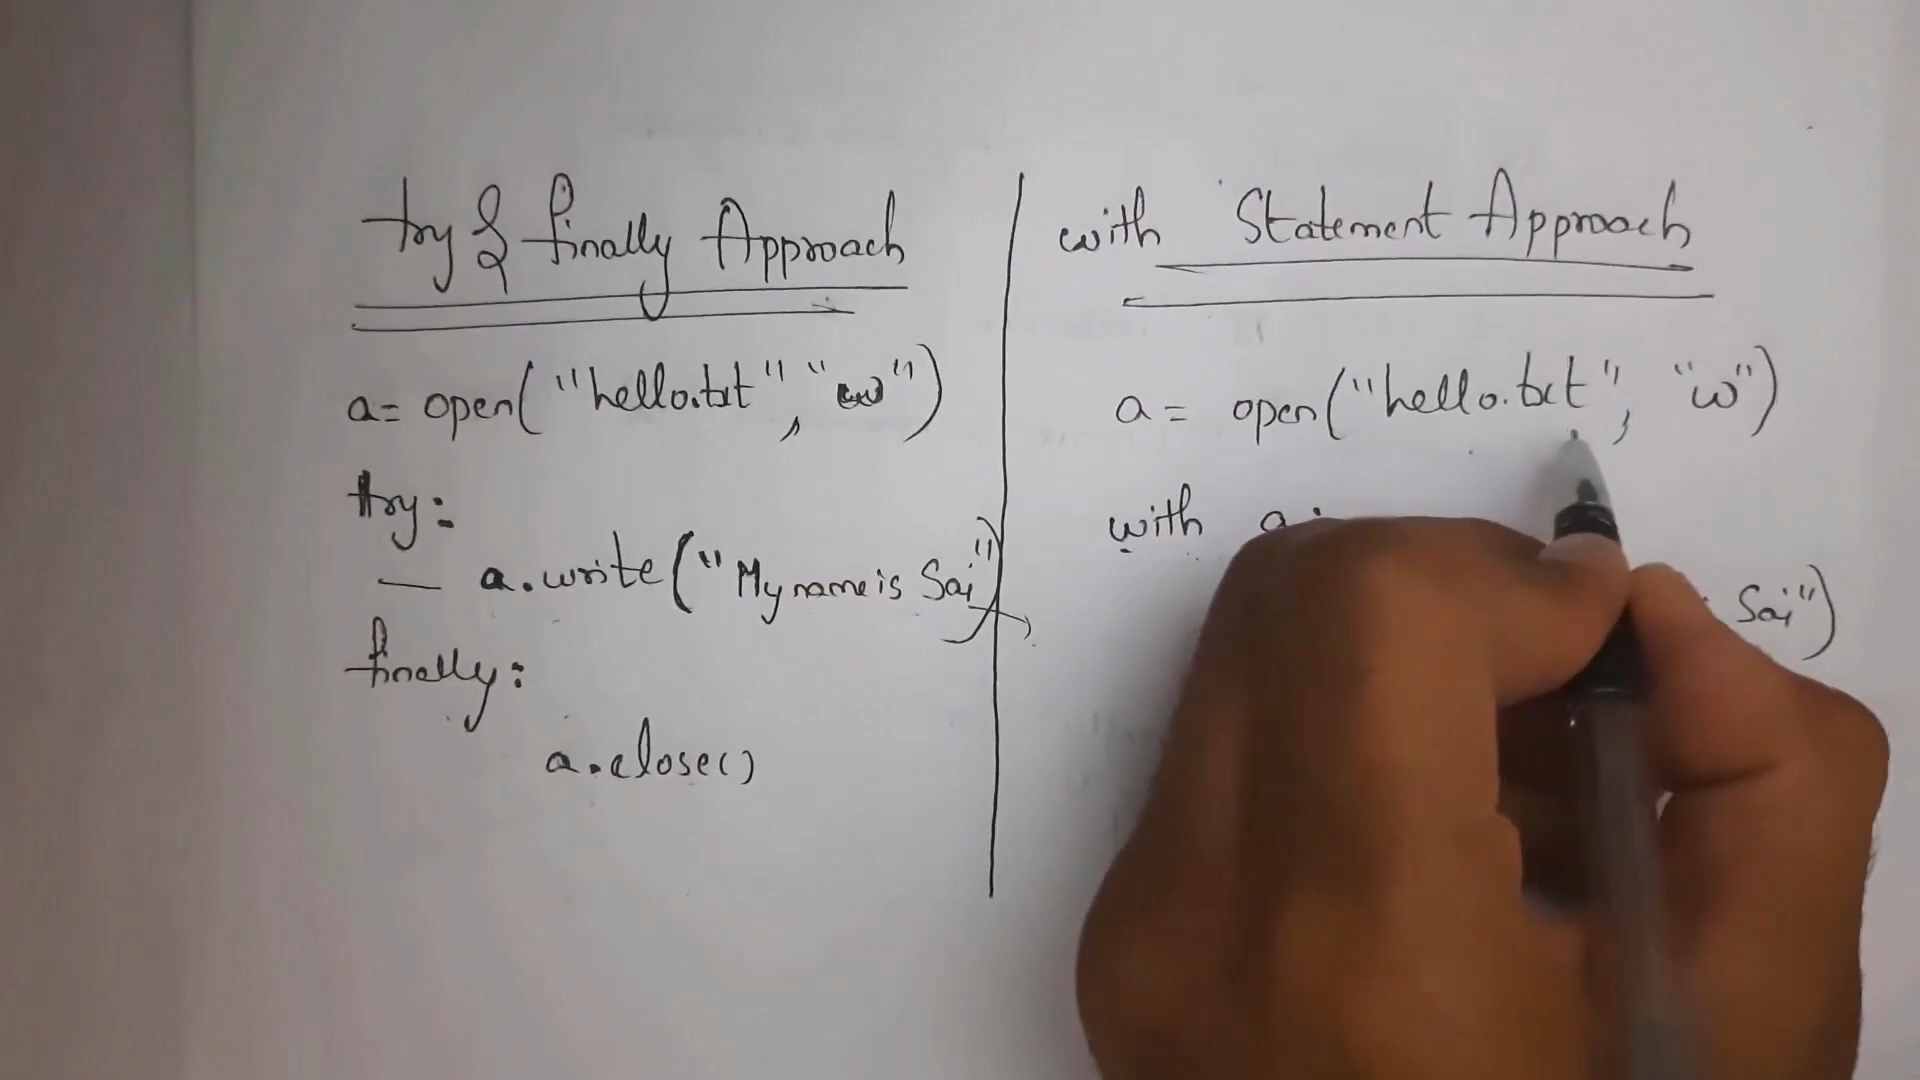 try & finally Approach
a= open("hello.txt", "w")
try:
a.write("My name is Sai")
finally:
a.close()
with Statement Approach
a= open("hello.txt", "w")
with a:
Sai")